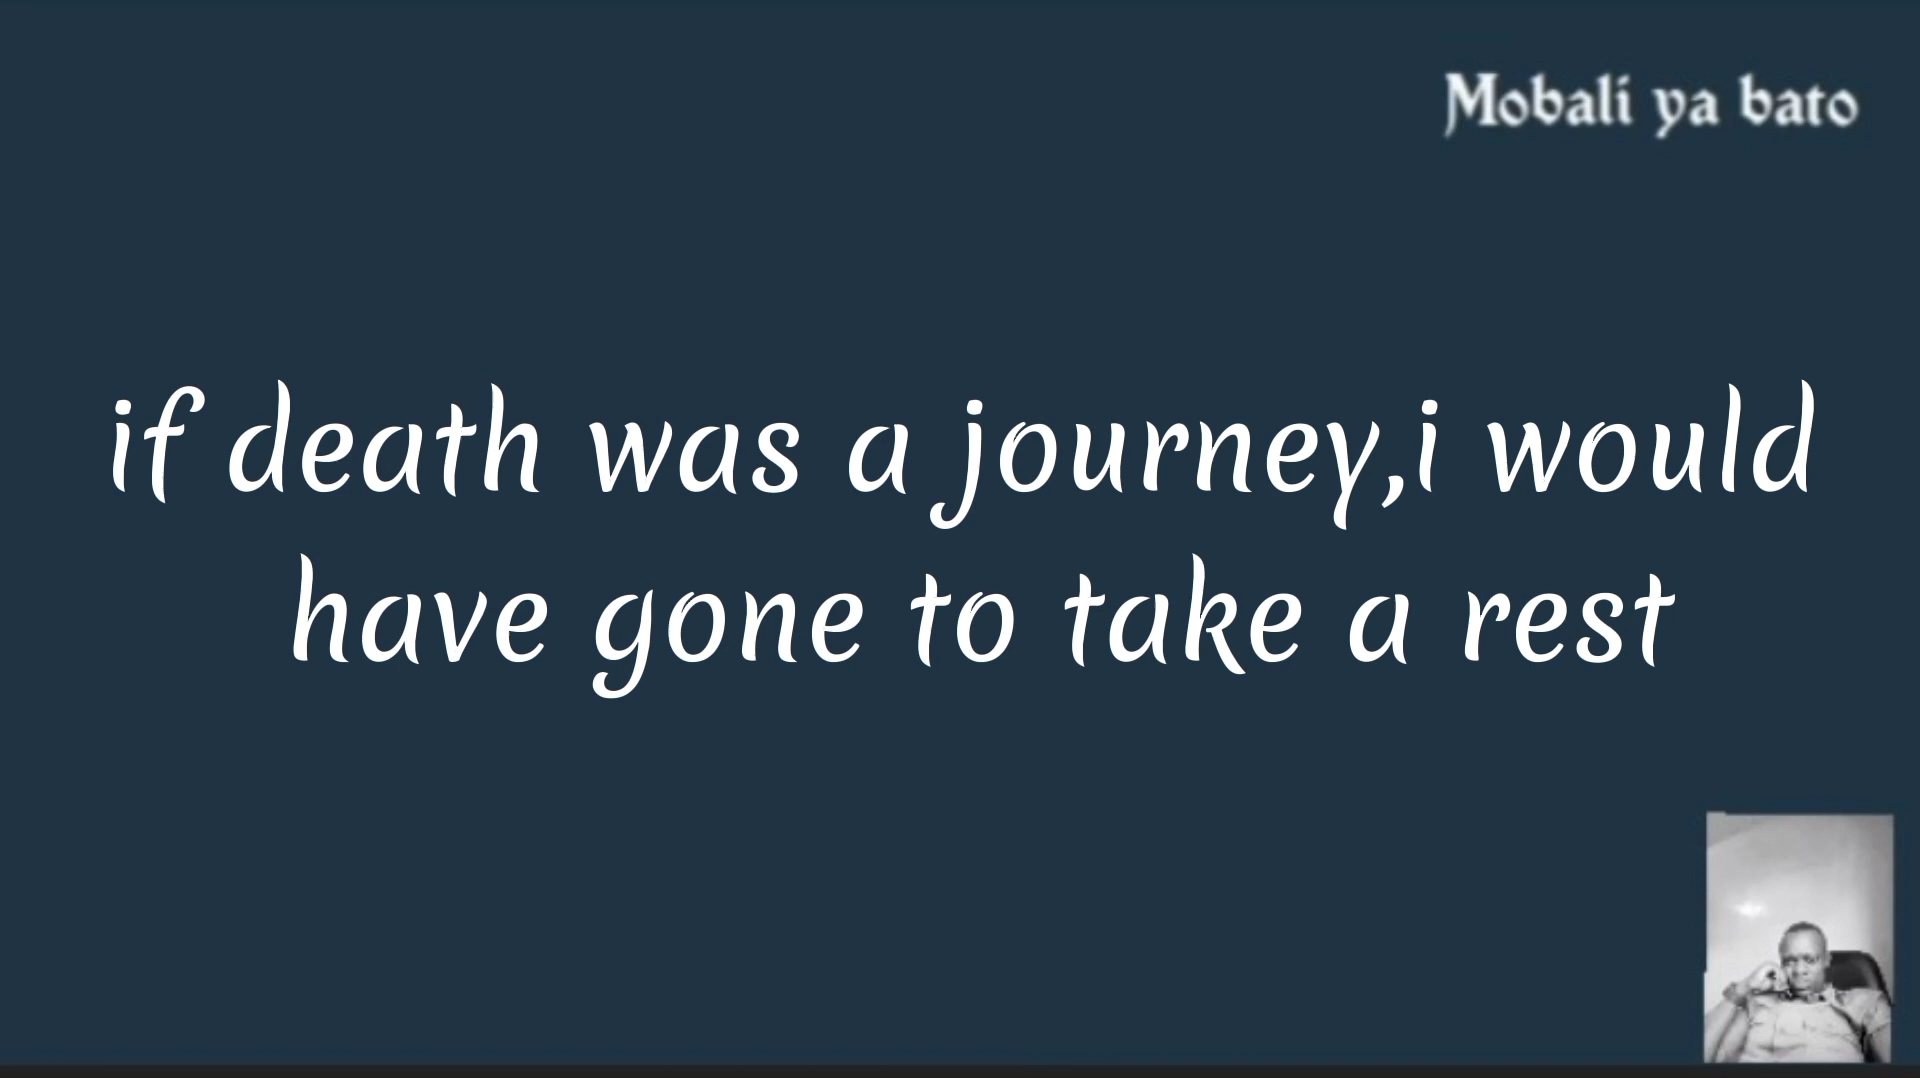 Mobali ya bato
if death was a journey,i would
have gone to take a rest